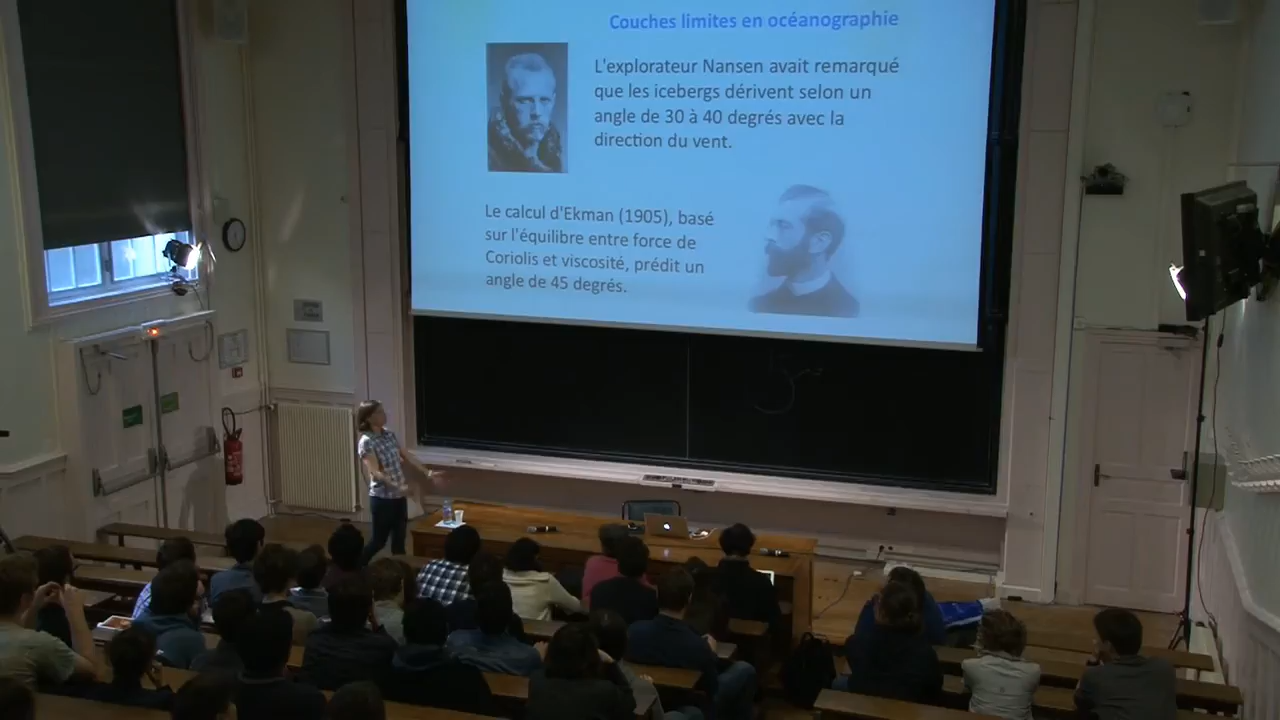 Couches limites en océanographie
L'explorateur Nansen avait remarqué
que les icebergs dérivent selon un
angle de 30 à 40 degrés avec la
direction du vent.
Le calcul d'Ekman (1905), basé
sur l'équilibre entre force de
Coriolis et viscosité, prédit un
angle de 45 degrés.